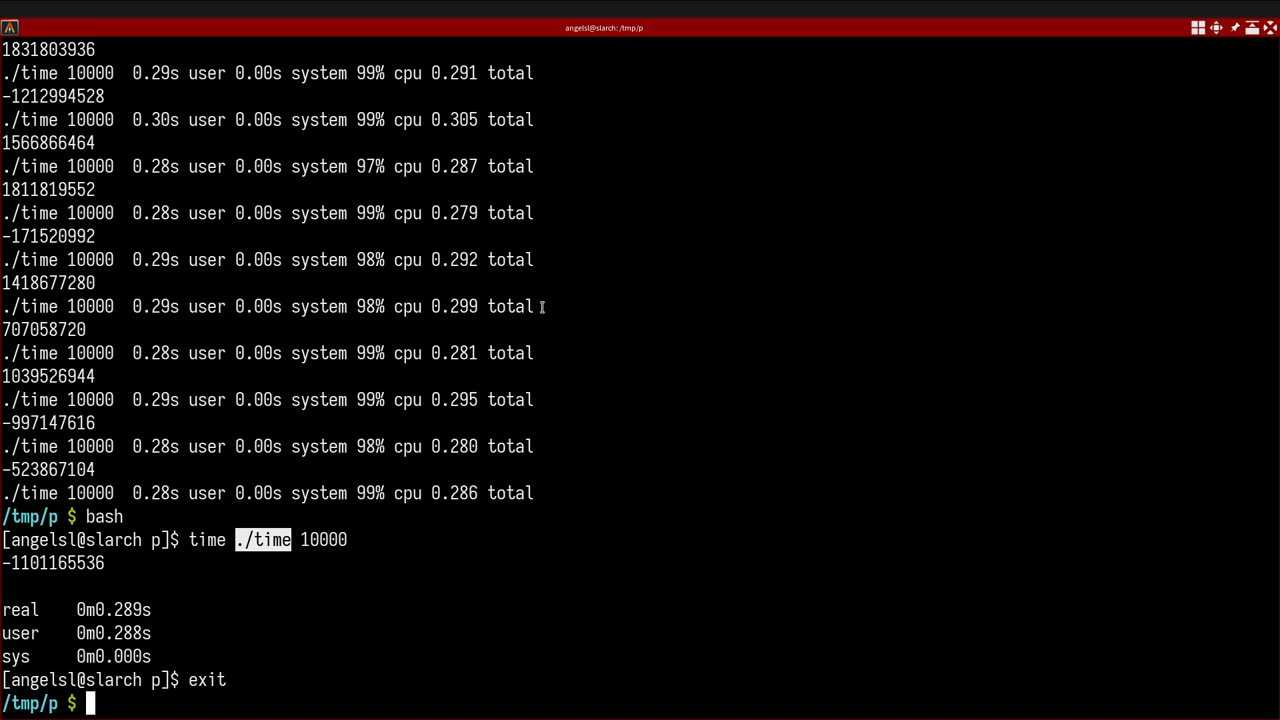 angelsl@slarch: /tmp/p
1831803936
./time 10000  0.29s user 0.00s system 99% cpu 0.291 total
-1212994528
./time 10000  0.30s user 0.00s system 99% cpu 0.305 total
1566866464
./time 10000  0.28s user 0.00s system 97% cpu 0.287 total
1811819552
./time 10000  0.28s user 0.00s system 99% cpu 0.279 total
-171520992
./time 10000  0.29s user 0.00s system 98% cpu 0.292 total
1418677280
./time 10000  0.29s user 0.00s system 98% cpu 0.299 total
707058720
./time 10000  0.28s user 0.00s system 99% cpu 0.281 total
1039526944
./time 10000  0.29s user 0.00s system 99% cpu 0.295 total
-997147616
./time 10000  0.28s user 0.00s system 98% cpu 0.280 total
-523867104
./time 10000  0.28s user 0.00s system 99% cpu 0.286 total
/tmp/p $ bash
[angelsl@slarch p]$ time ./time 10000
-1101165536
real    0m0.289s
user    0m0.288s
sys     0m0.000s
[angelsl@slarch p]$ exit
/tmp/p $